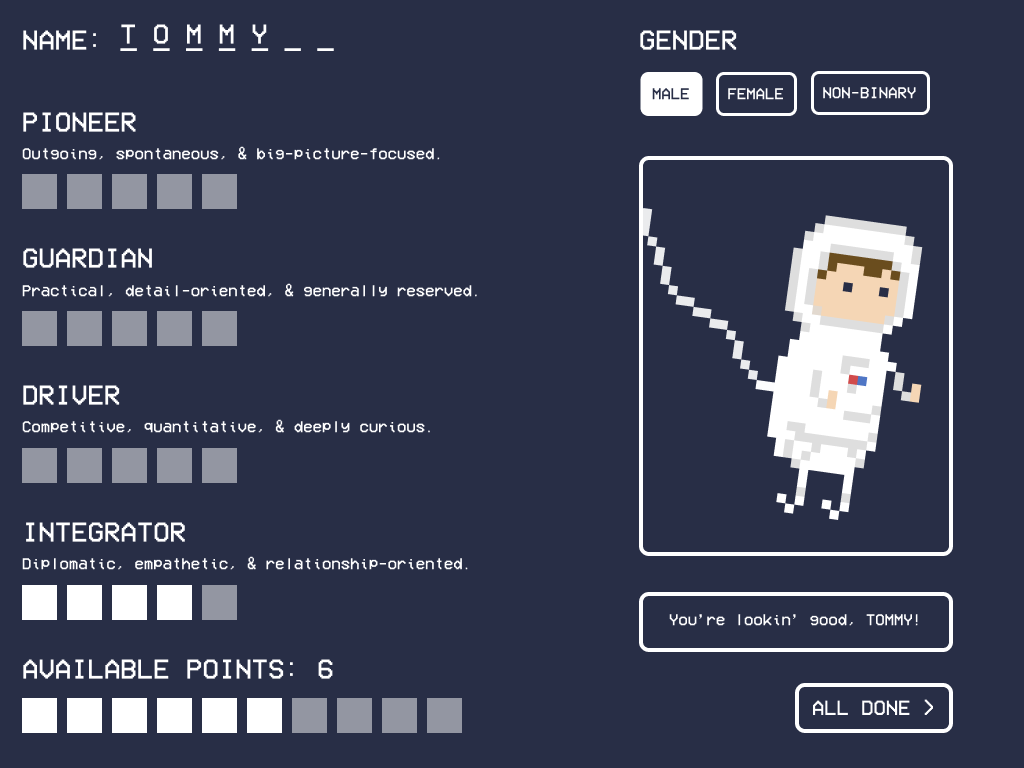 NAME: TOMMY_ _
PIONEER
Outgoing, spontaneous, & big-picture-focused.
GUARDIAN
Practical, detail-oriented, & generally reserved.
DRIVER
Competitive, quantitative, & deeply curious.
INTEGRATOR
Diplomatic, empathetic, & relationship-oriented.
AVAILABLE POINTS: 6
GENDER
MALE FEMALE NON-BINARY
You're lookin' good, TOMMY!
ALL DONE >